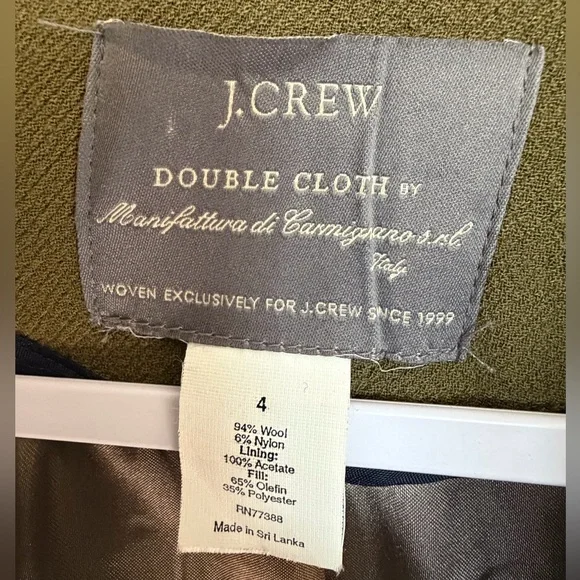 J.CREW
DOUBLE CLOTH BY
Manifattura di Carmignano s.r.l.
Italy
WOVEN EXCLUSIVELY FOR J.CREW SINCE 1999
4
94% Wool
6% Nylon
Lining:
100% Acetate
Fill:
65% Olefin
35% Polyester
RN77388
Made in Sri Lanka